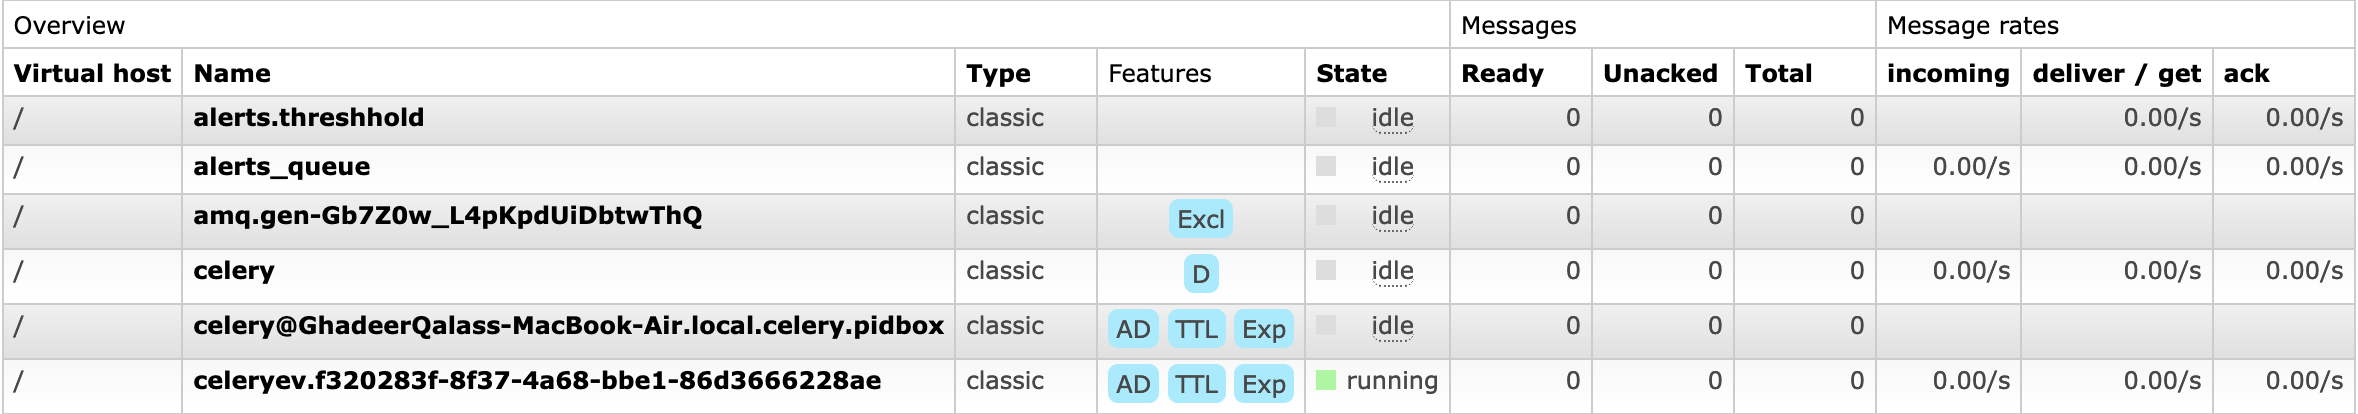 Overview Messages Message rates
Virtual host Name Type Features State Ready Unacked Total incoming deliver / get ack
/ alerts.threshhold classic idle 0 0 0 0.00/s 0.00/s
/ alerts_queue classic idle 0 0 0 0.00/s 0.00/s 0.00/s
/ amq.gen-Gb7Z0w_L4pKpdUiDbtwThQ classic Excl idle 0 0 0
/ celery classic D idle 0 0 0 0.00/s 0.00/s 0.00/s
/ celery@GhadeerQalass-MacBook-Air.local.celery.pidbox classic AD TTL Exp idle 0 0 0
/ celeryev.f320283f-8f37-4a68-bbe1-86d3666228ae classic AD TTL Exp running 0 0 0 0.00/s 0.00/s 0.00/s